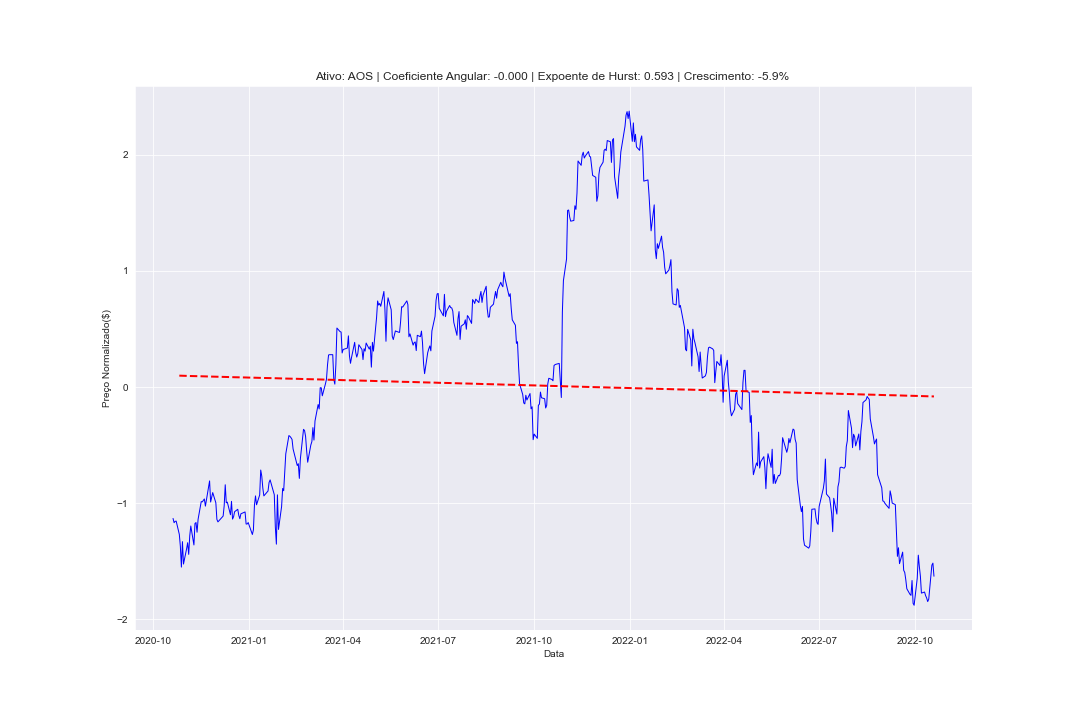 Ativo: AOS | Coeficiente Angular: -0.000 | Expoente de Hurst: 0.593 | Crescimento: -5.9%
Preço Normalizado($)
2
1
0
−1
−2
2020-10 2021-01 2021-04 2021-07 2021-10 2022-01 2022-04 2022-07 2022-10
Data